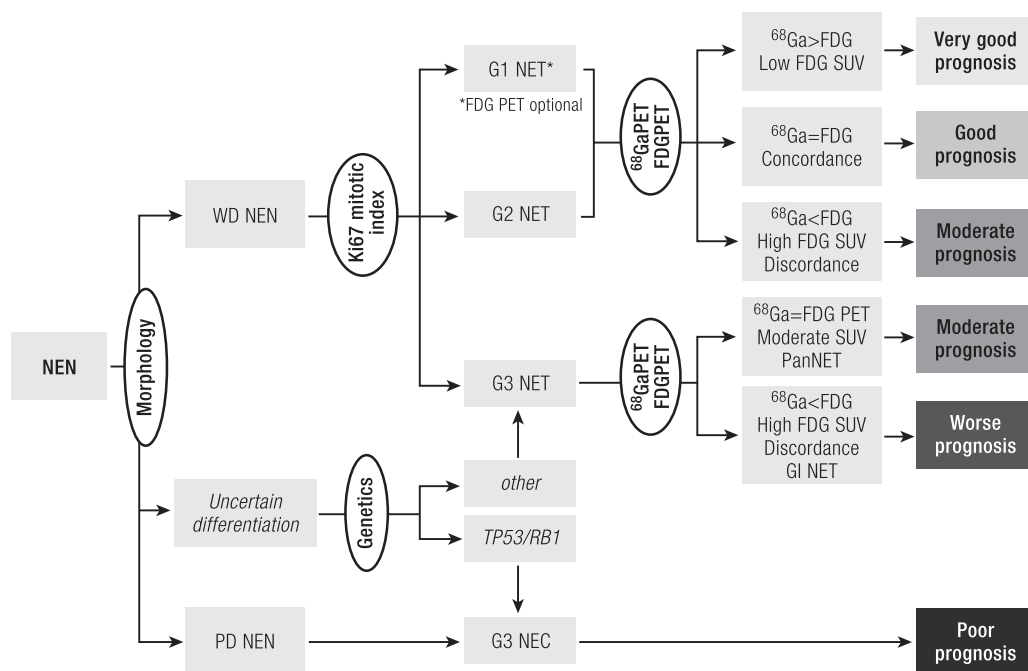 NEN
Morphology
WD NEN
Uncertain
differentiation
PD NEN
Ki67 mitotic
index
Genetics
G1 NET*
*FDG PET optional
G2 NET
G3 NET
other
TP53/RB1
G3 NEC
⁶⁸GaPET
FDGPET
⁶⁸GaPET
FDGPET
⁶⁸Ga>FDG
Low FDG SUV
Very good
prognosis
⁶⁸Ga=FDG
Concordance
Good
prognosis
⁶⁸Ga<FDG
High FDG SUV
Discordance
Moderate
prognosis
⁶⁸Ga=FDG PET
Moderate SUV
PanNET
Moderate
prognosis
⁶⁸Ga<FDG
High FDG SUV
Discordance
GI NET
Worse
prognosis
Poor
prognosis